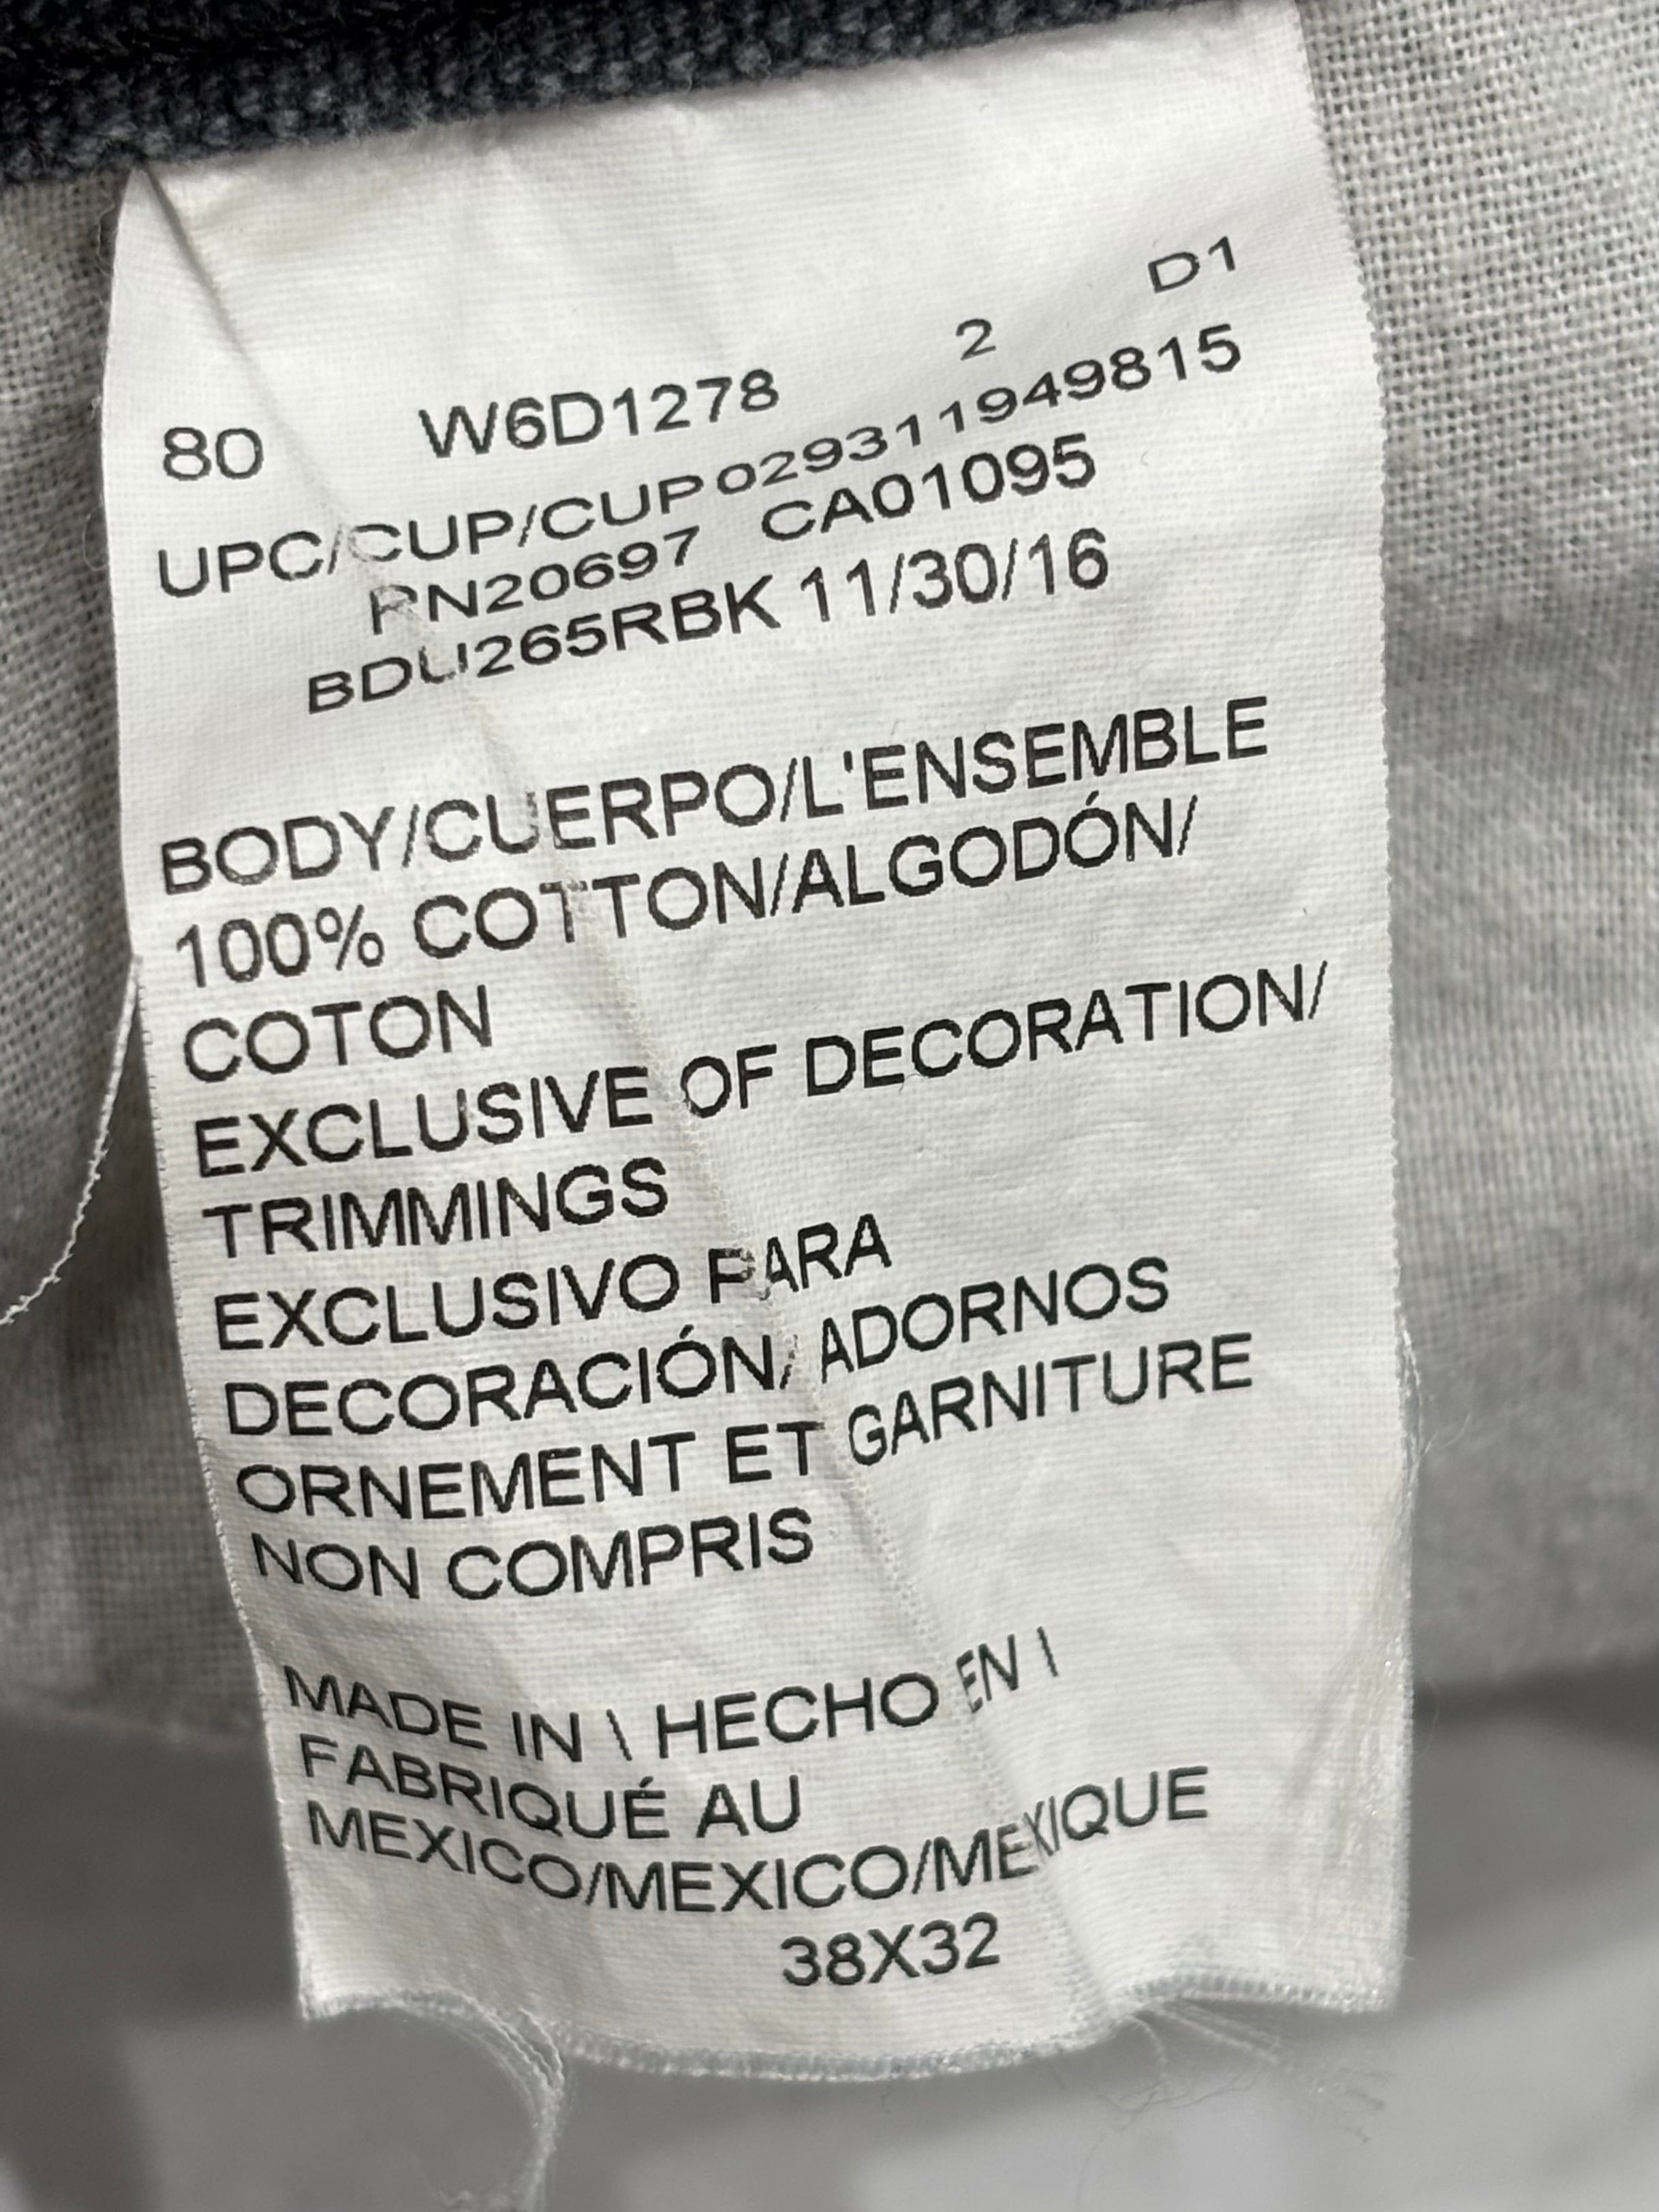 D1
80 W6D1278 2
UPC/CUP/CUP029311949815
RN20697 CA01095
BDU265RBK 11/30/16
BODY/CUERPO/L'ENSEMBLE
100% COTTON/ALGODÓN/
COTON
EXCLUSIVE OF DECORATION/
TRIMMINGS
EXCLUSIVO PARA
DECORACIÓN/ ADORNOS
ORNEMENT ET GARNITURE
NON COMPRIS
MADE IN \ HECHO EN \
FABRIQUÉ AU
MEXICO/MEXICO/MEXIQUE
38X32